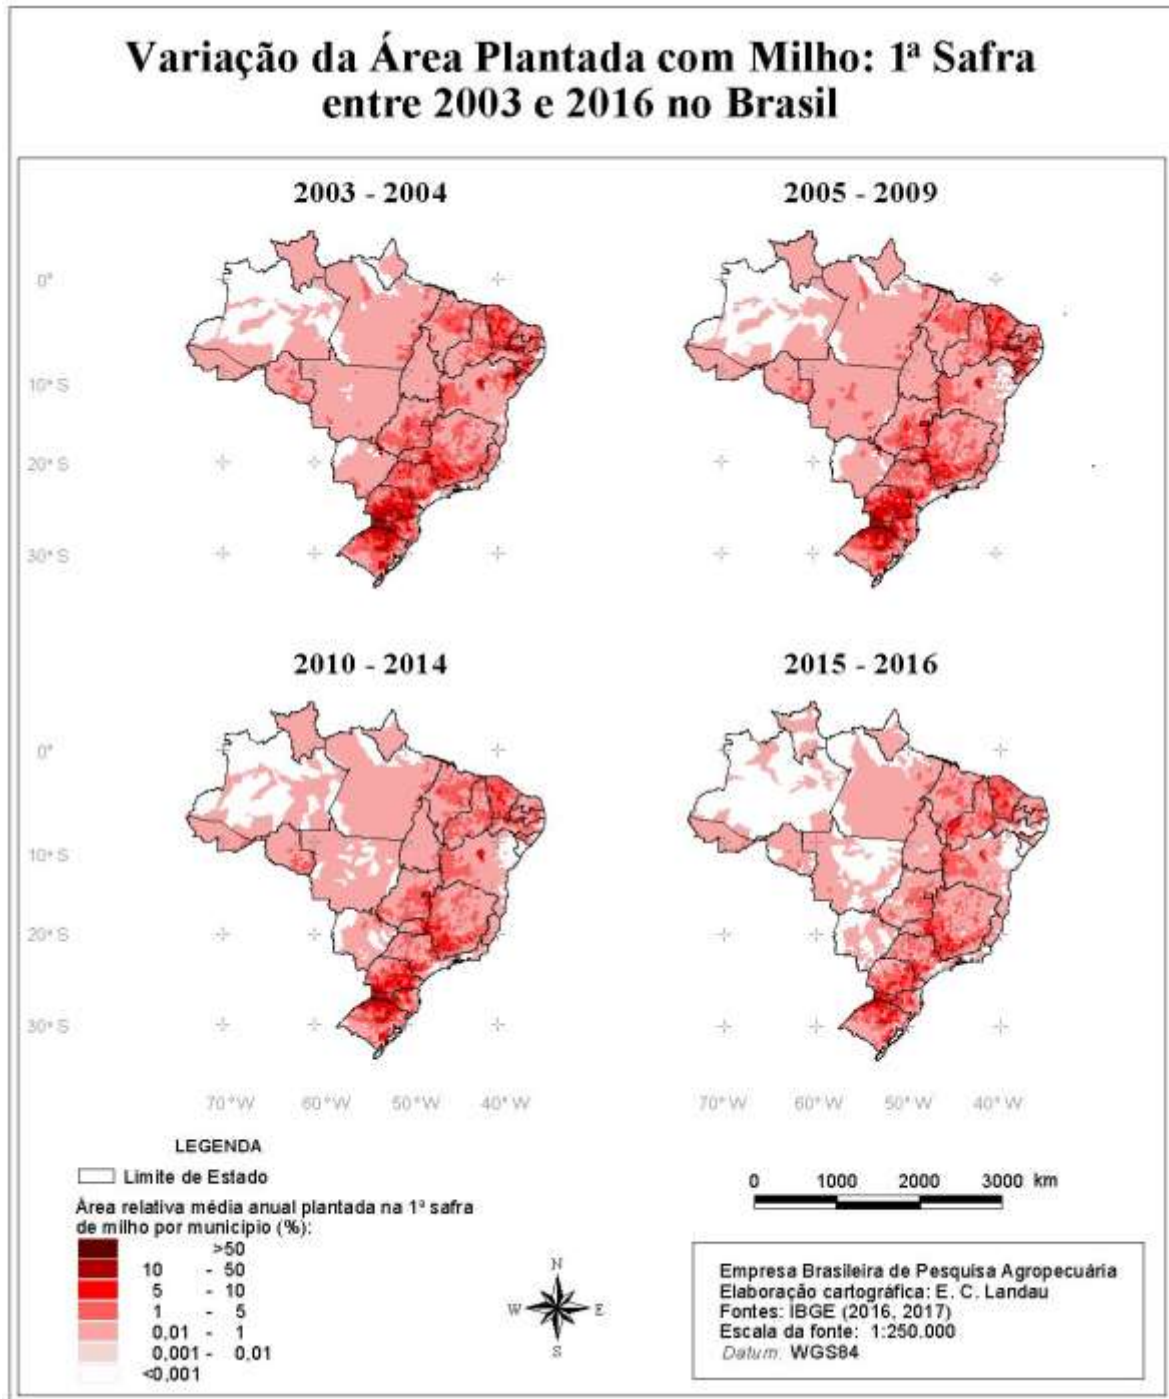 Variação da Área Plantada com Milho: 1ª Safra
entre 2003 e 2016 no Brasil
2003 - 2004
2005 - 2009
0°
10° S
20° S
30° S
2010 - 2014
2015 - 2016
0°
10° S
20° S
30° S
70° W 60° W 50° W 40° W
70° W 60° W 50° W 40° W
LEGENDA
Limite de Estado
Área relativa média anual plantada na 1ª safra
de milho por município (%):
>50
10 - 50
5 - 10
1 - 5
0,01 - 1
0,001 - 0,01
<0,001
0 1000 2000 3000 km
N
W E
S
Empresa Brasileira de Pesquisa Agropecuária
Elaboração cartográfica: E. C. Landau
Fontes: IBGE (2016, 2017)
Escala da fonte: 1:250.000
Datum: WGS84